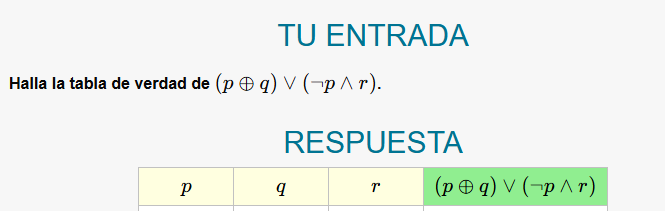 TU ENTRADA
Halla la tabla de verdad de (p ⊕ q) ∨ (¬p ∧ r).
RESPUESTA
p q r (p ⊕ q) ∨ (¬p ∧ r)